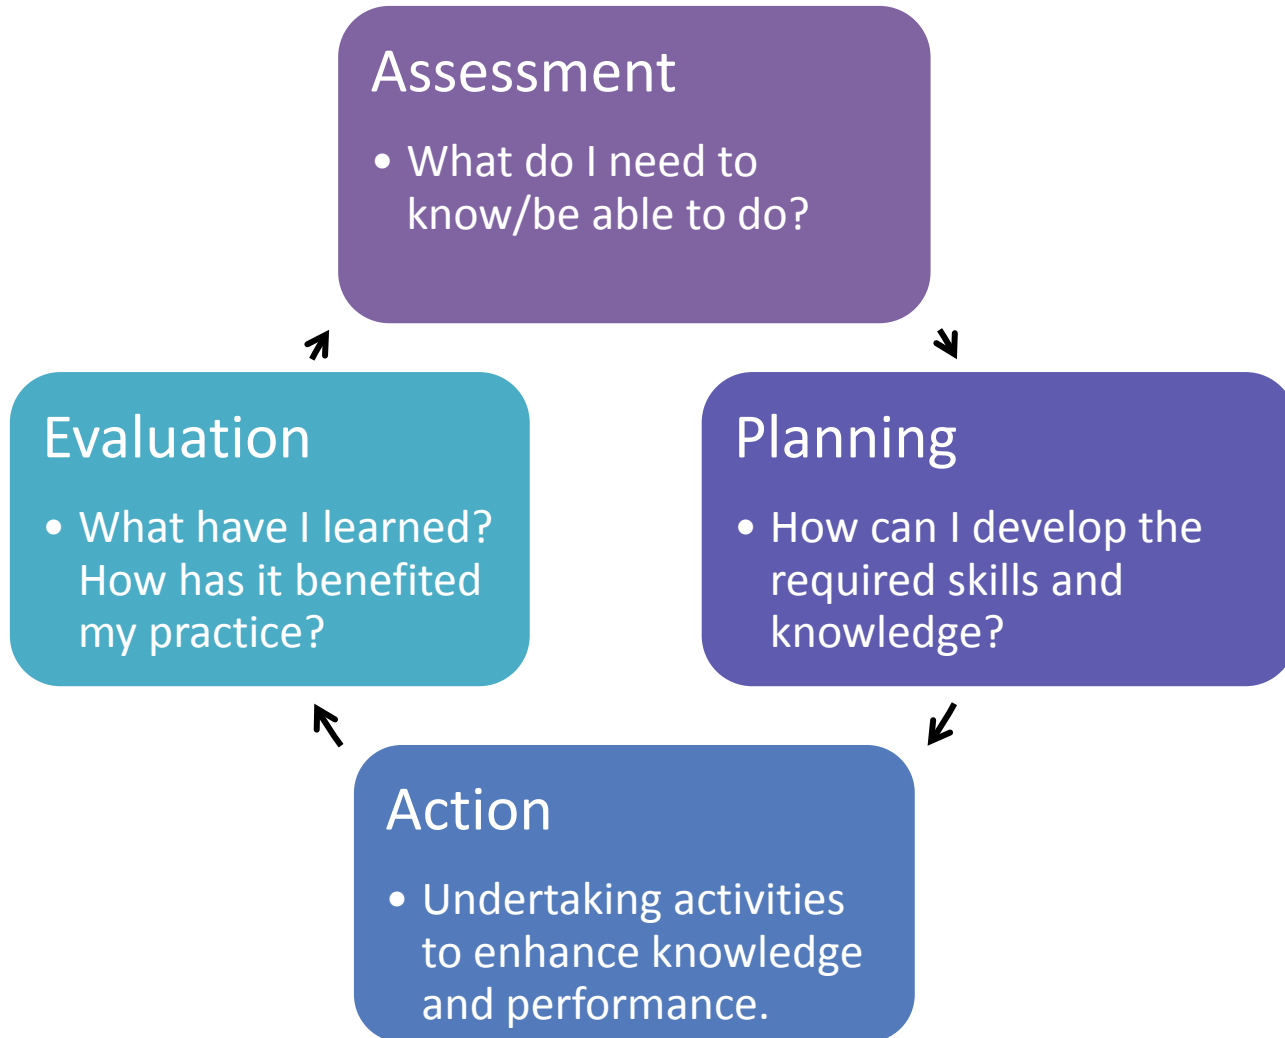 Assessment
• What do I need to
know/be able to do?
Planning
• How can I develop the
required skills and
knowledge?
Action
• Undertaking activities
to enhance knowledge
and performance.
Evaluation
• What have I learned?
How has it benefited
my practice?